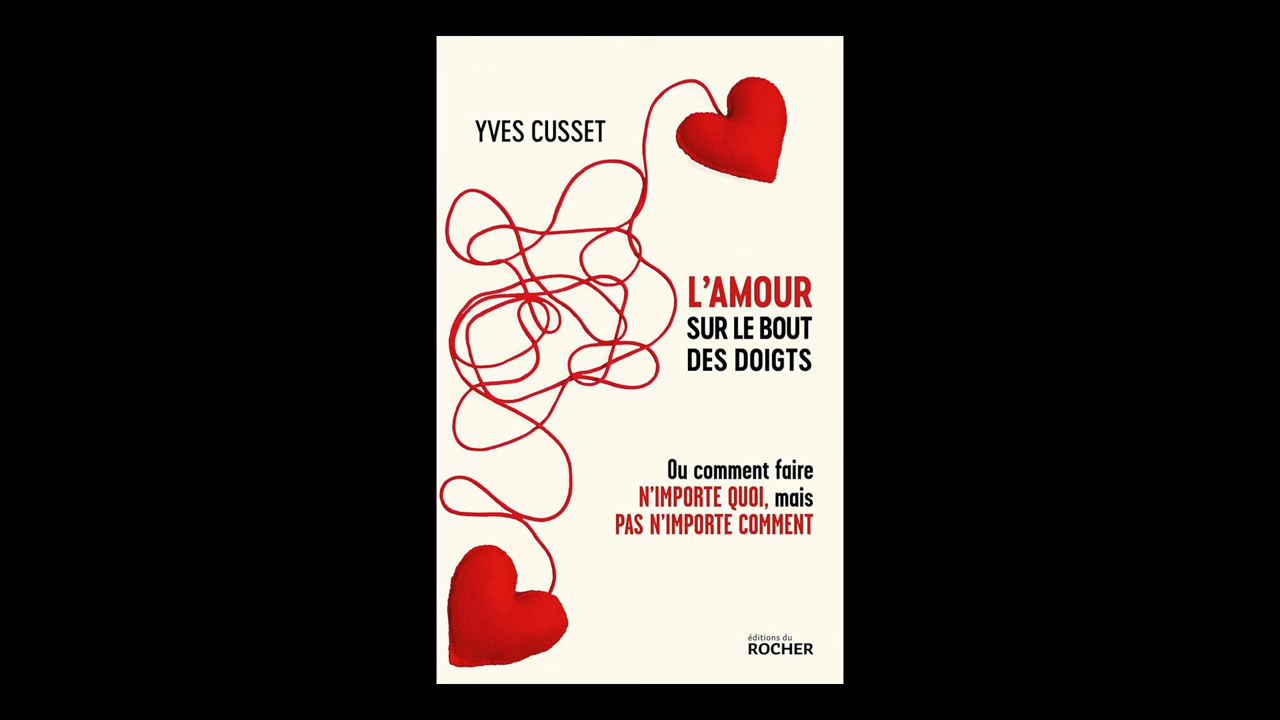 YVES CUSSET
L’AMOUR
SUR LE BOUT
DES DOIGTS
Ou comment faire
N’IMPORTE QUOI, mais
PAS N’IMPORTE COMMENT
éditions du
ROCHER